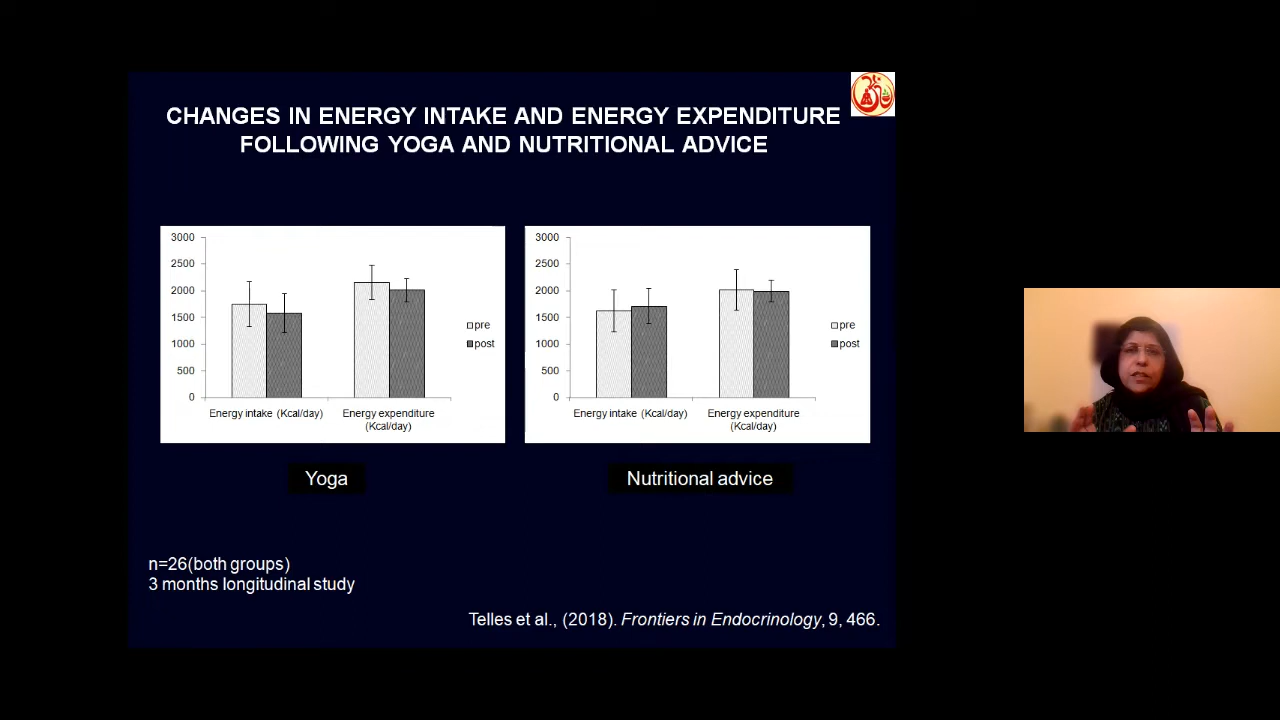 CHANGES IN ENERGY INTAKE AND ENERGY EXPENDITURE
FOLLOWING YOGA AND NUTRITIONAL ADVICE
3000
2500
2000
1500
1000
500
0
Energy intake (Kcal/day)
Energy expenditure
(Kcal/day)
pre
post
Yoga
3000
2500
2000
1500
1000
500
0
Energy intake (Kcal/day)
Energy expenditure
(Kcal/day)
pre
post
Nutritional advice
n=26(both groups)
3 months longitudinal study
Telles et al., (2018). Frontiers in Endocrinology, 9, 466.